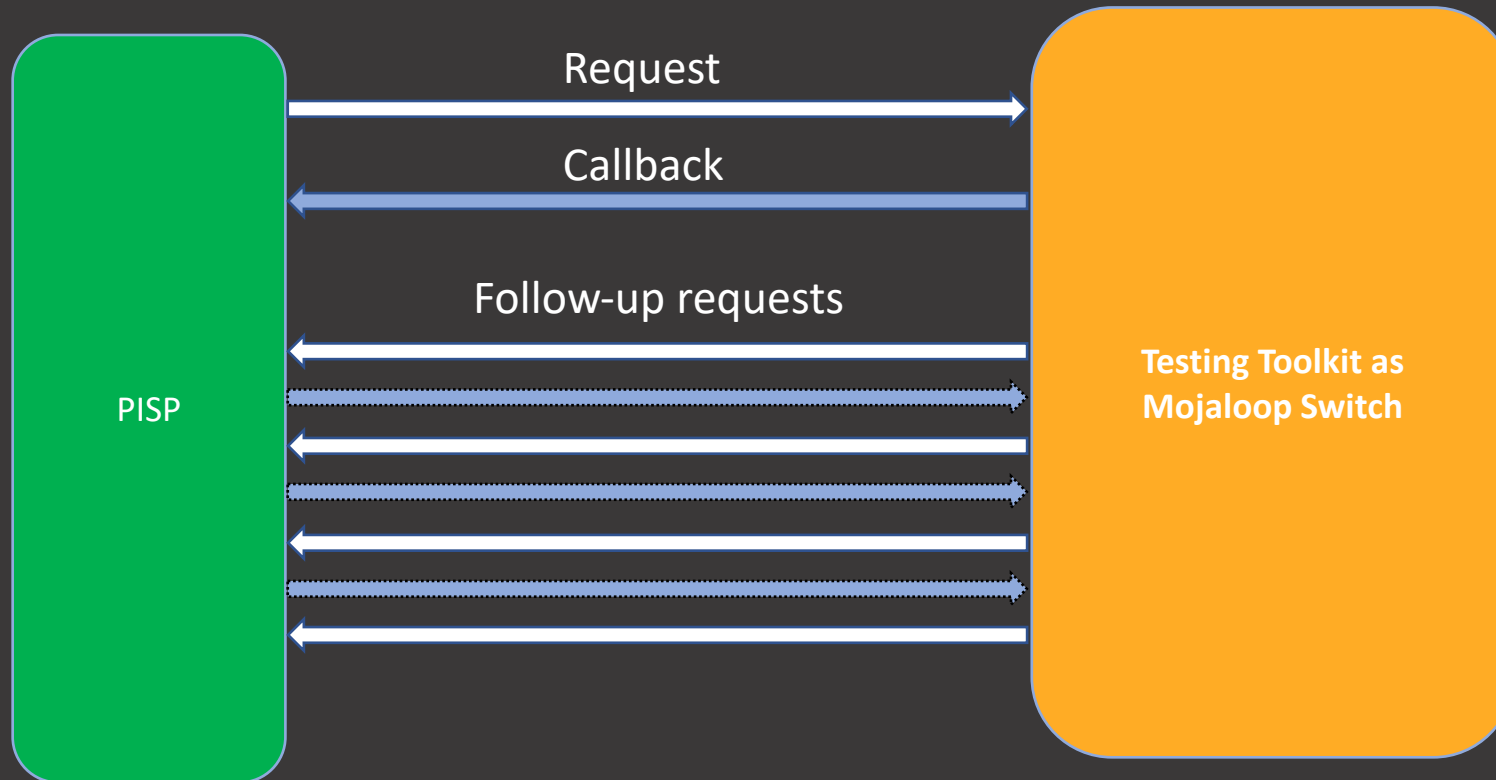 Request
Callback
Follow-up requests
PISP
Testing Toolkit as
Mojaloop Switch